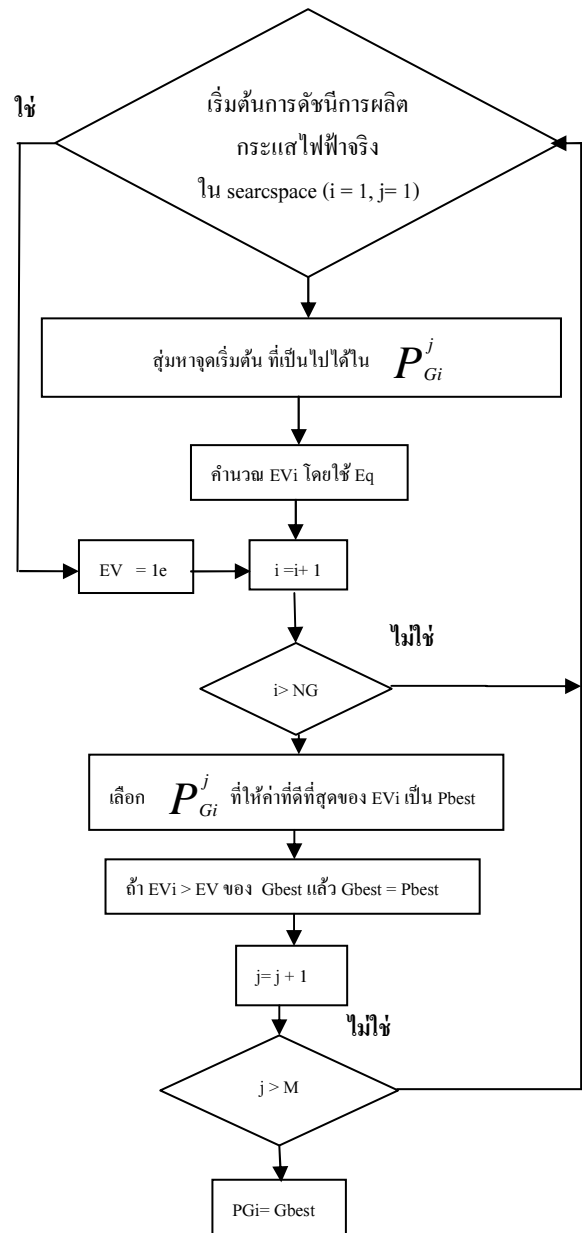 ใช่
เริ่มต้นการดัชนีการผลิต
กระแสไฟฟ้าจริง
ใน searcspace (i = 1, j= 1)
สุ่มหาจุดเริ่มต้น ที่เป็นไปได้ใน P_{Gi}^{j}
คำนวณ EVi โดยใช้ Eq
EV = 1e
i =i+ 1
ไม่ใช่
i> NG
เลือก P_{Gi}^{j} ที่ให้ค่าที่ดีที่สุดของ EVi เป็น Pbest
ถ้า EVi > EV ของ Gbest แล้ว Gbest = Pbest
j= j + 1
ไม่ใช่
j > M
PGi= Gbest